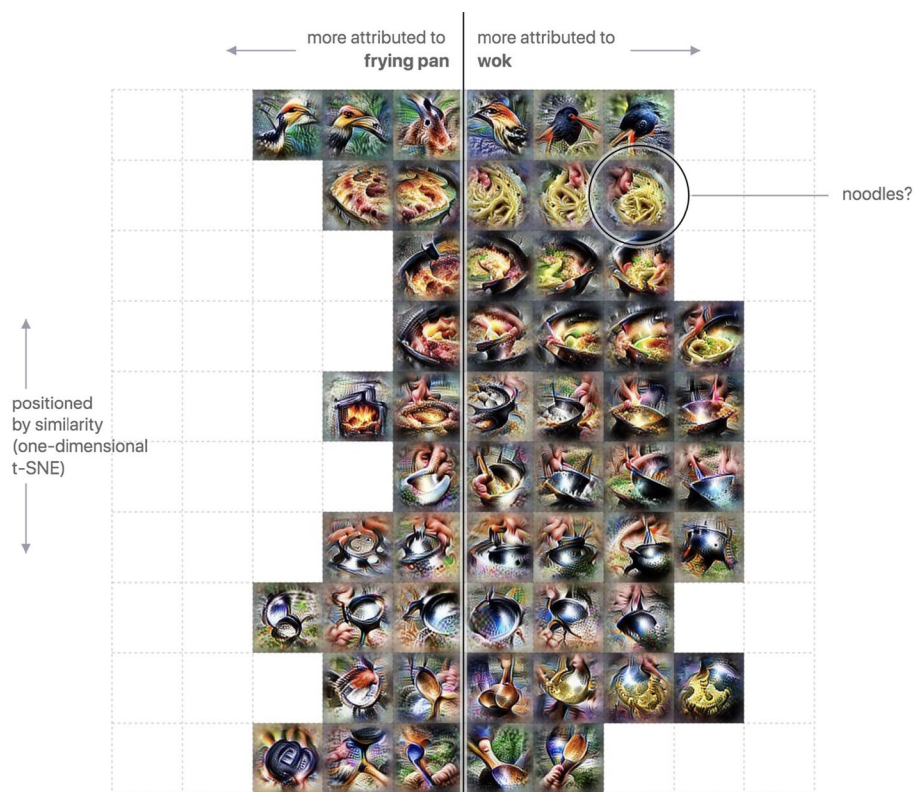 more attributed to
frying pan
more attributed to
wok
noodles?
positioned
by similarity
(one-dimensional
t-SNE)